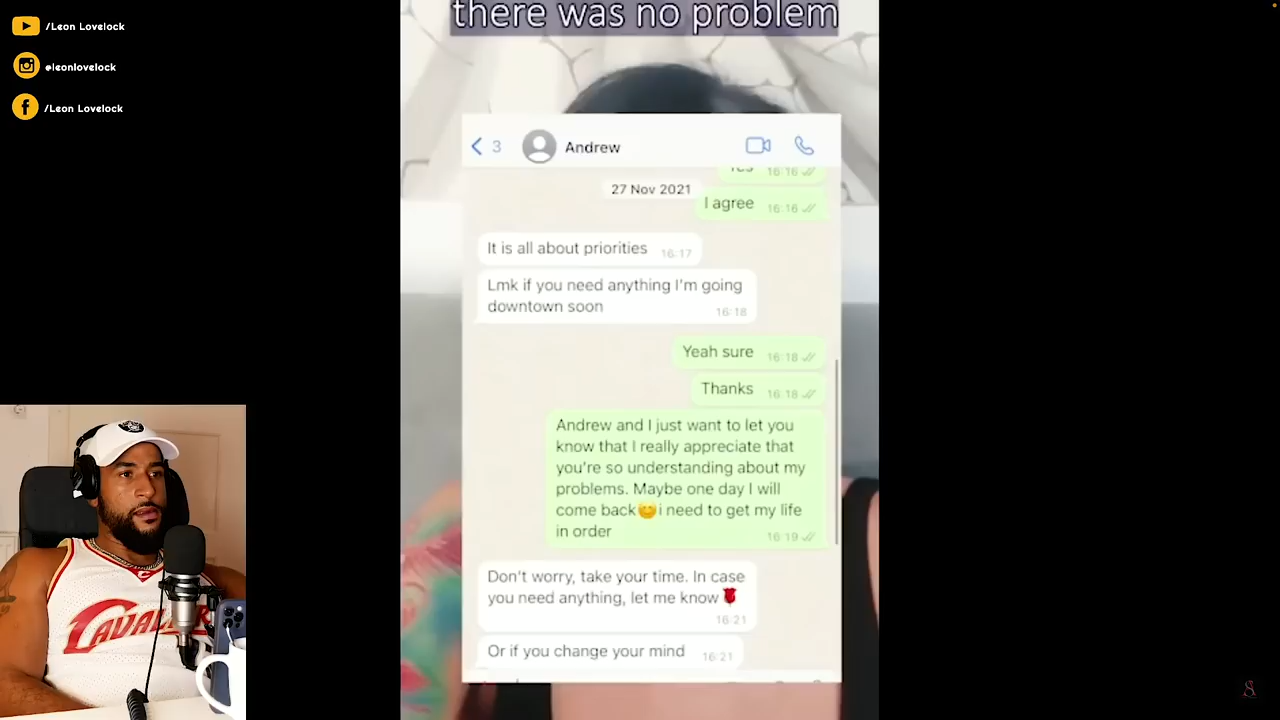 there was no problem
/Leon Lovelock
@leonlovelock
/Leon Lovelock
3
Andrew
Yes 16:16
27 Nov 2021
I agree 16:16
It is all about priorities 16:17
Lmk if you need anything I'm going
downtown soon
16:18
Yeah sure 16:18
Thanks 16:18
Andrew and I just want to let you
know that I really appreciate that
you're so understanding about my
problems. Maybe one day I will
come back😊i need to get my life
in order
16:19
Don't worry, take your time. In case
you need anything, let me know🌹
16:21
Or if you change your mind 16:21
CAVALIER